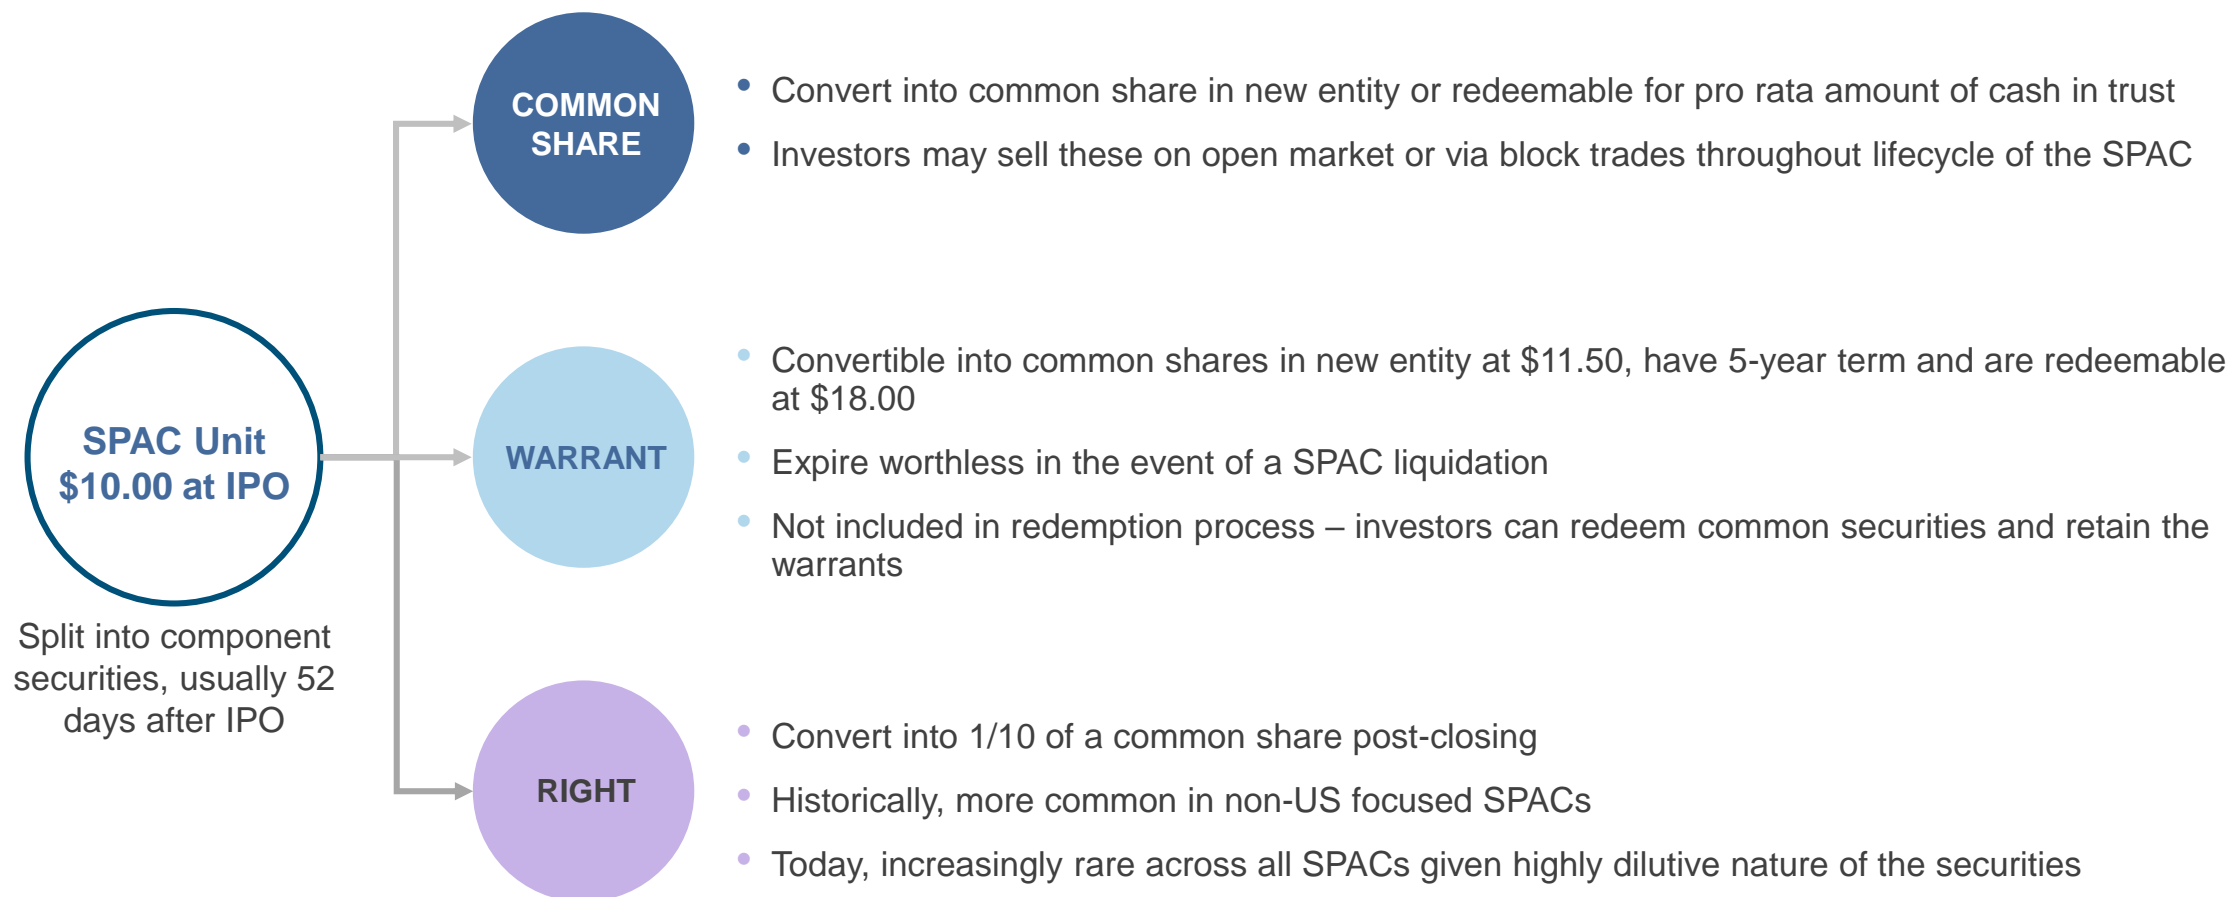 SPAC Unit
$10.00 at IPO
Split into component
securities, usually 52
days after IPO
COMMON
SHARE
• Convert into common share in new entity or redeemable for pro rata amount of cash in trust
• Investors may sell these on open market or via block trades throughout lifecycle of the SPAC
WARRANT
• Convertible into common shares in new entity at $11.50, have 5-year term and are redeemable
at $18.00
• Expire worthless in the event of a SPAC liquidation
• Not included in redemption process – investors can redeem common securities and retain the
warrants
RIGHT
• Convert into 1/10 of a common share post-closing
• Historically, more common in non-US focused SPACs
• Today, increasingly rare across all SPACs given highly dilutive nature of the securities